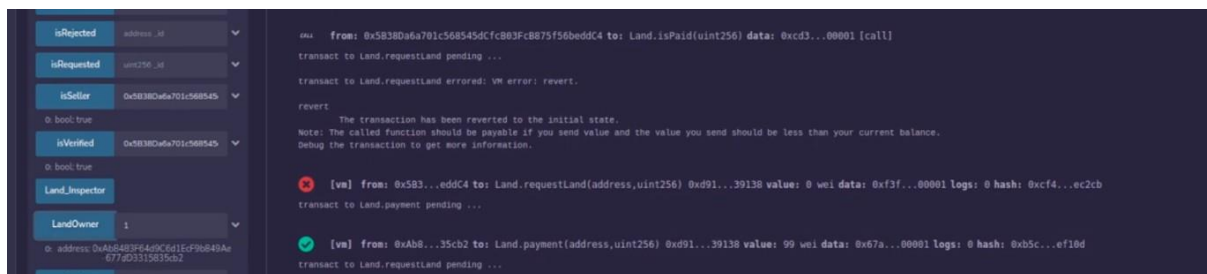 isRejected
address _id
isRequested
uint256 _id
isSeller
0x5B38Da6a701c568545
0: bool: true
isVerified
0x5B38Da6a701c568545
0: bool: true
Land_Inspector
LandOwner
1
0: address: 0xAb8483F64d9C6d1EcF9b849Ae
677dD3315835cb2
CALL from: 0x5B38Da6a701c568545dCfcB03FcB875f56beddC4 to: Land.isPaid(uint256) data: 0xcd3...00001 [call]
transact to Land.requestLand pending ...
transact to Land.requestLand errored: VM error: revert.
revert
The transaction has been reverted to the initial state.
Note: The called function should be payable if you send value and the value you send should be less than your current balance.
Debug the transaction to get more information.
[vm] from: 0x5B3...eddC4 to: Land.requestLand(address,uint256) 0xd91...39138 value: 0 wei data: 0xf3f...00001 logs: 0 hash: 0xcf4...ec2cb
transact to Land.payment pending ...
[vm] from: 0xAb8...35cb2 to: Land.payment(address,uint256) 0xd91...39138 value: 99 wei data: 0x67a...00001 logs: 0 hash: 0xb5c...ef10d
transact to Land.requestLand pending ...